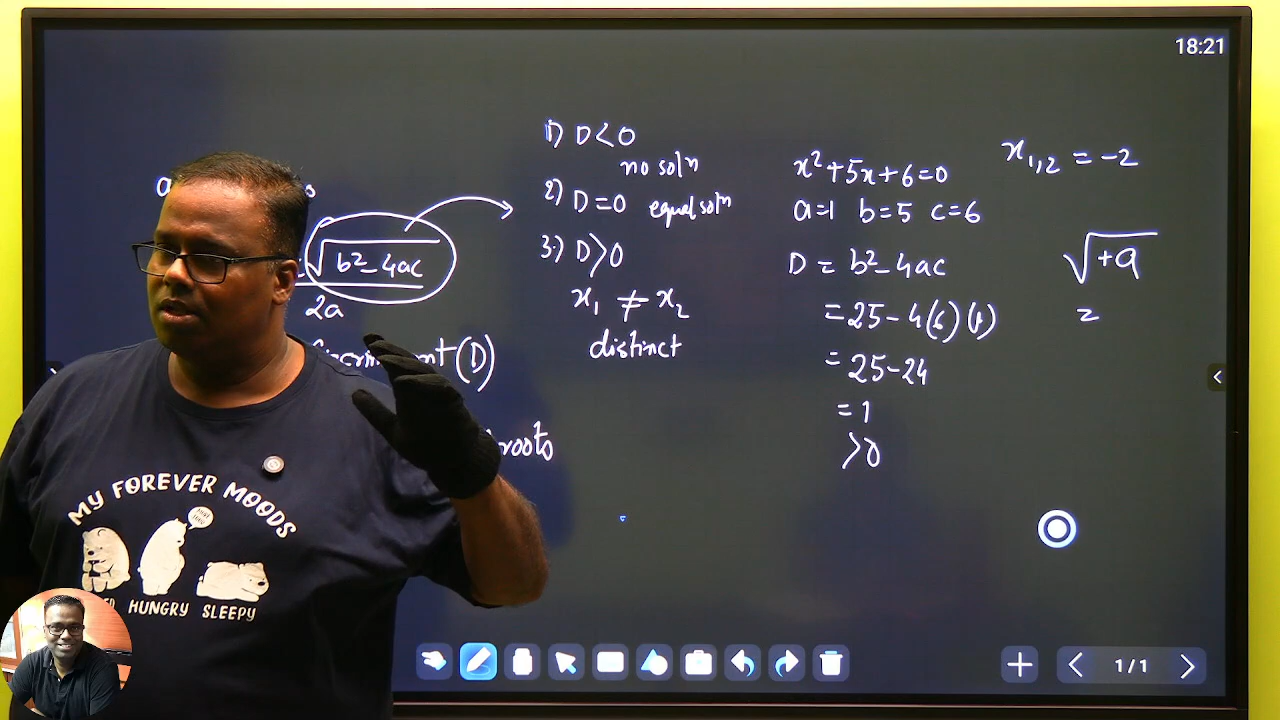 18:21
√b²-4ac
2a
(D)
roots
1) D<0
no solⁿ
2) D=0 equal solⁿ
3) D>0
x₁ ≠ x₂
distinct
x²+5x+6=0
a=1 b=5 c=6
D = b²-4ac
=25-4(6)(1)
=25-24
=1
>0
x₁,₂ = -2
√+a
=
MY FOREVER MOODS
HUNGRY SLEEPY
1/1